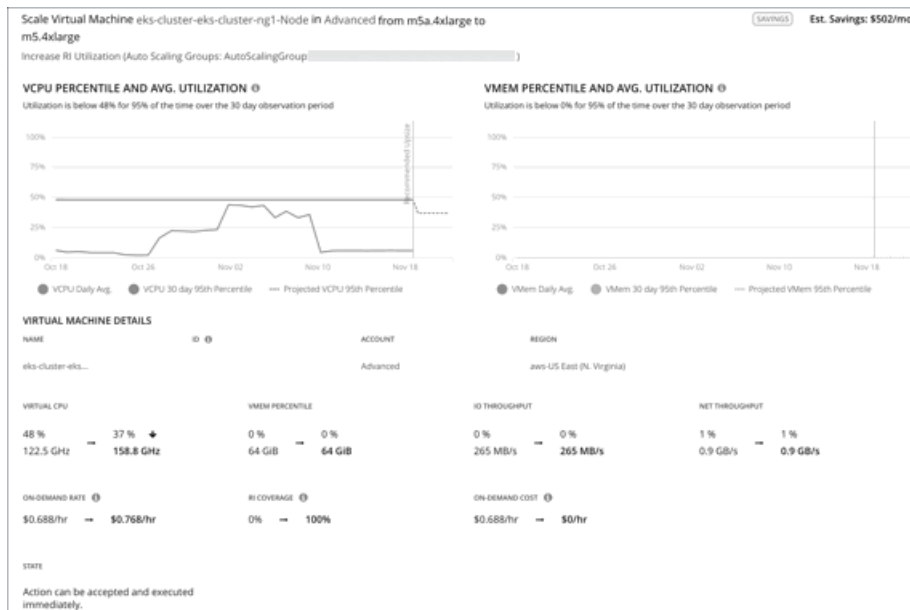 Scale Virtual Machine eks-cluster-eks-cluster-ng1-Node in Advanced from m5a.4xlarge to
m5.4xlarge
SAVINGS Est. Savings: $502/mo
Increase RI Utilization (Auto Scaling Groups: AutoScalingGroup )
VCPU PERCENTILE AND AVG. UTILIZATION
Utilization is below 48% for 95% of the time over the 30 day observation period
100%
75%
50%
25%
0%
Recommended Upsize
Oct 18 Oct 26 Nov 02 Nov 10 Nov 18
VCPU Daily Avg. VCPU 30 day 95th Percentile Projected VCPU 95th Percentile
VMEM PERCENTILE AND AVG. UTILIZATION
Utilization is below 0% for 95% of the time over the 30 day observation period
100%
75%
50%
25%
0%
Oct 18 Oct 26 Nov 02 Nov 10 Nov 18
VMem Daily Avg. VMem 30 day 95th Percentile Projected VMem 95th Percentile
VIRTUAL MACHINE DETAILS
NAME ID ACCOUNT REGION
eks-cluster-eks... Advanced aws-US East (N. Virginia)
VIRTUAL CPU VMEM PERCENTILE IO THROUGHPUT NET THROUGHPUT
48 % → 37 % 0 % → 0 % 0 % → 0 % 1 % → 1 %
122.5 GHz 158.8 GHz 64 GiB 64 GiB 265 MB/s 265 MB/s 0.9 GB/s 0.9 GB/s
ON-DEMAND RATE RI COVERAGE ON-DEMAND COST
$0.688/hr → $0.768/hr 0% → 100% $0.688/hr → $0/hr
STATE
Action can be accepted and executed
immediately.